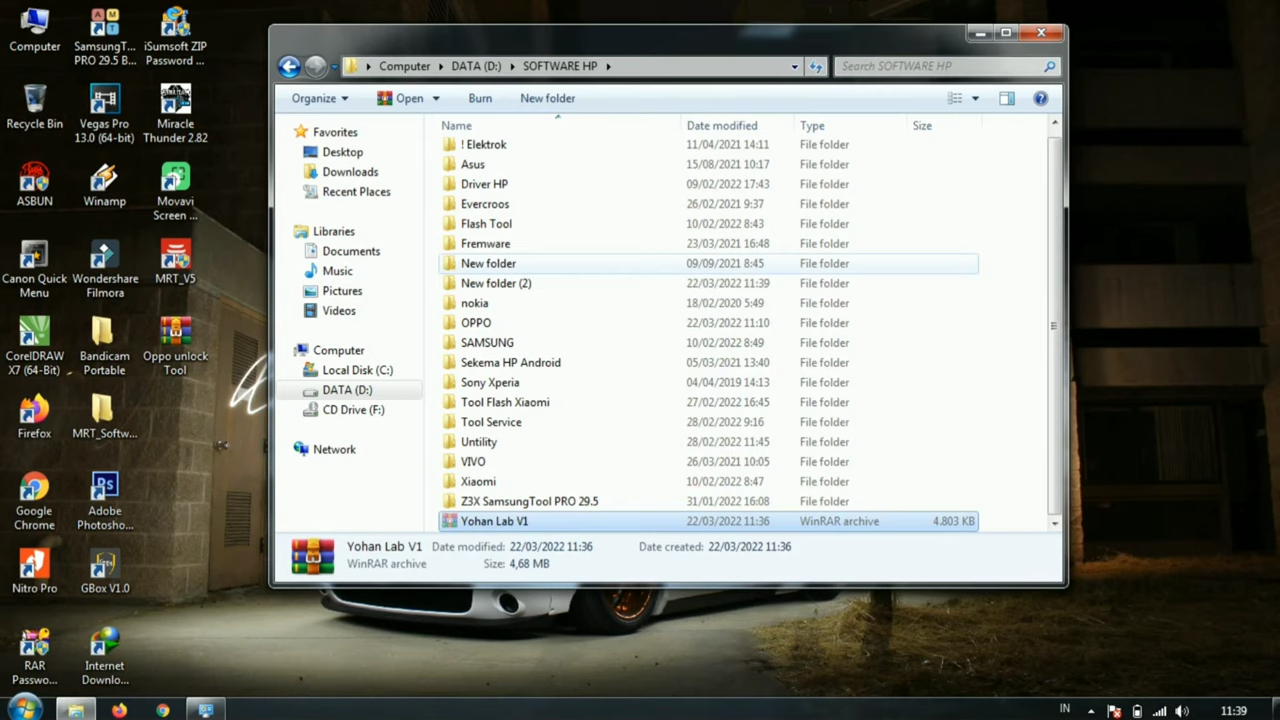 Computer
SamsungT...
PRO 29.5 B...
iSumsoft ZIP
Password ...
Recycle Bin
Vegas Pro
13.0 (64-bit)
Miracle
Thunder 2.82
ASBUN
Winamp
Movavi
Screen ...
Canon Quick
Menu
Wondershare
Filmora
MRT_V5
CorelDRAW
X7 (64-Bit)
Bandicam
Portable
Oppo unlock
Tool
Firefox
MRT_Softw...
Google
Chrome
Adobe
Photosho...
Nitro Pro
GBox V1.0
RAR
Passwo...
Internet
Downlo...
Computer DATA (D:) SOFTWARE HP
Search SOFTWARE HP
Organize Open Burn New folder
Favorites
Desktop
Downloads
Recent Places
Libraries
Documents
Music
Pictures
Videos
Computer
Local Disk (C:)
DATA (D:)
CD Drive (F:)
Network
Name Date modified Type Size
! Elektrok 11/04/2021 14:11 File folder
Asus 15/08/2021 10:17 File folder
Driver HP 09/02/2022 17:43 File folder
Evercroos 26/02/2021 9:37 File folder
Flash Tool 10/02/2022 8:43 File folder
Fremware 23/03/2021 16:48 File folder
New folder 09/09/2021 8:45 File folder
New folder (2) 22/03/2022 11:39 File folder
nokia 18/02/2020 5:49 File folder
OPPO 22/03/2022 11:10 File folder
SAMSUNG 10/02/2022 8:49 File folder
Sekema HP Android 05/03/2021 13:40 File folder
Sony Xperia 04/04/2019 14:13 File folder
Tool Flash Xiaomi 27/02/2022 16:45 File folder
Tool Service 28/02/2022 9:16 File folder
Untility 28/02/2022 11:45 File folder
VIVO 26/03/2021 10:05 File folder
Xiaomi 10/02/2022 8:47 File folder
Z3X SamsungTool PRO 29.5 31/01/2022 16:08 File folder
Yohan Lab V1 22/03/2022 11:36 WinRAR archive 4.803 KB
Yohan Lab V1 Date modified: 22/03/2022 11:36 Date created: 22/03/2022 11:36
WinRAR archive Size: 4,68 MB
IN 11:39